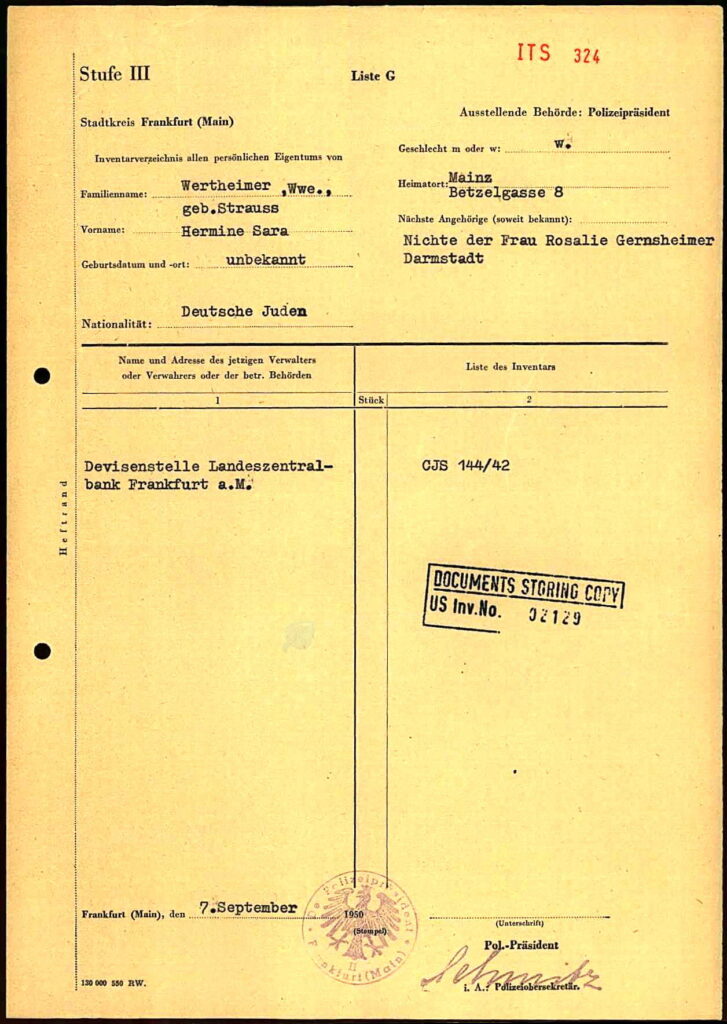 ITS 324
Stufe III
Liste G
Stadtkreis Frankfurt (Main)
Ausstellende Behörde: Polizeipräsident
Inventarverzeichnis allen persönlichen Eigentums von
Geschlecht m oder w: w.
Familienname: Wertheimer ,Wwe.,
geb.Strauss
Heimatort: Mainz
Betzelgasse 8
Vorname: Hermine Sara
Nächste Angehörige (soweit bekannt):
Nichte der Frau Rosalie Gernsheimer
Darmstadt
Geburtsdatum und -ort: unbekannt
Nationalität: Deutsche Juden
Name und Adresse des jetzigen Verwalters
oder Verwahrers oder der betr. Behörden
Liste des Inventars
1
Stück
2
Devisenstelle Landeszentral-
bank Frankfurt a.M.
CJS 144/42
Heftrand
DOCUMENTS STORING COPY
US Inv.No. 02129
Frankfurt (Main), den 7.September 1950
(Stempel)
Polizeipräsident
Frankfurt (Main)
II
(Unterschrift)
Pol.-Präsident
Schmitz
i. A.: Polizeiobersekretär.
130 000 550 RW.